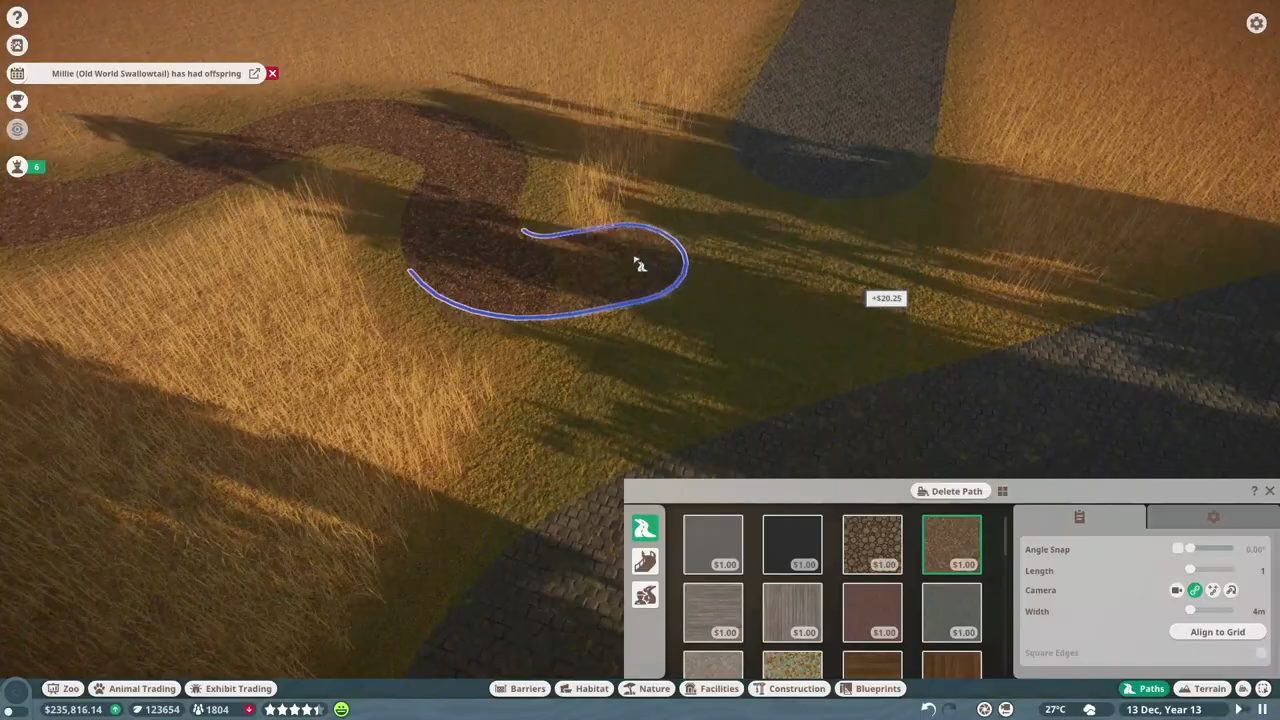 ?
Millie (Old World Swallowtail) has had offspring
6
+$20.25
Delete Path
?
$1.00 $1.00 $1.00 $1.00
$1.00 $1.00 $1.00 $1.00
Angle Snap 0.00°
Length 1
Camera
Width 4m
Align to Grid
Square Edges
Zoo Animal Trading Exhibit Trading Barriers Habitat Nature Facilities Construction Blueprints Paths Terrain
$235,816.14 123654 1804 27°C 13 Dec, Year 13